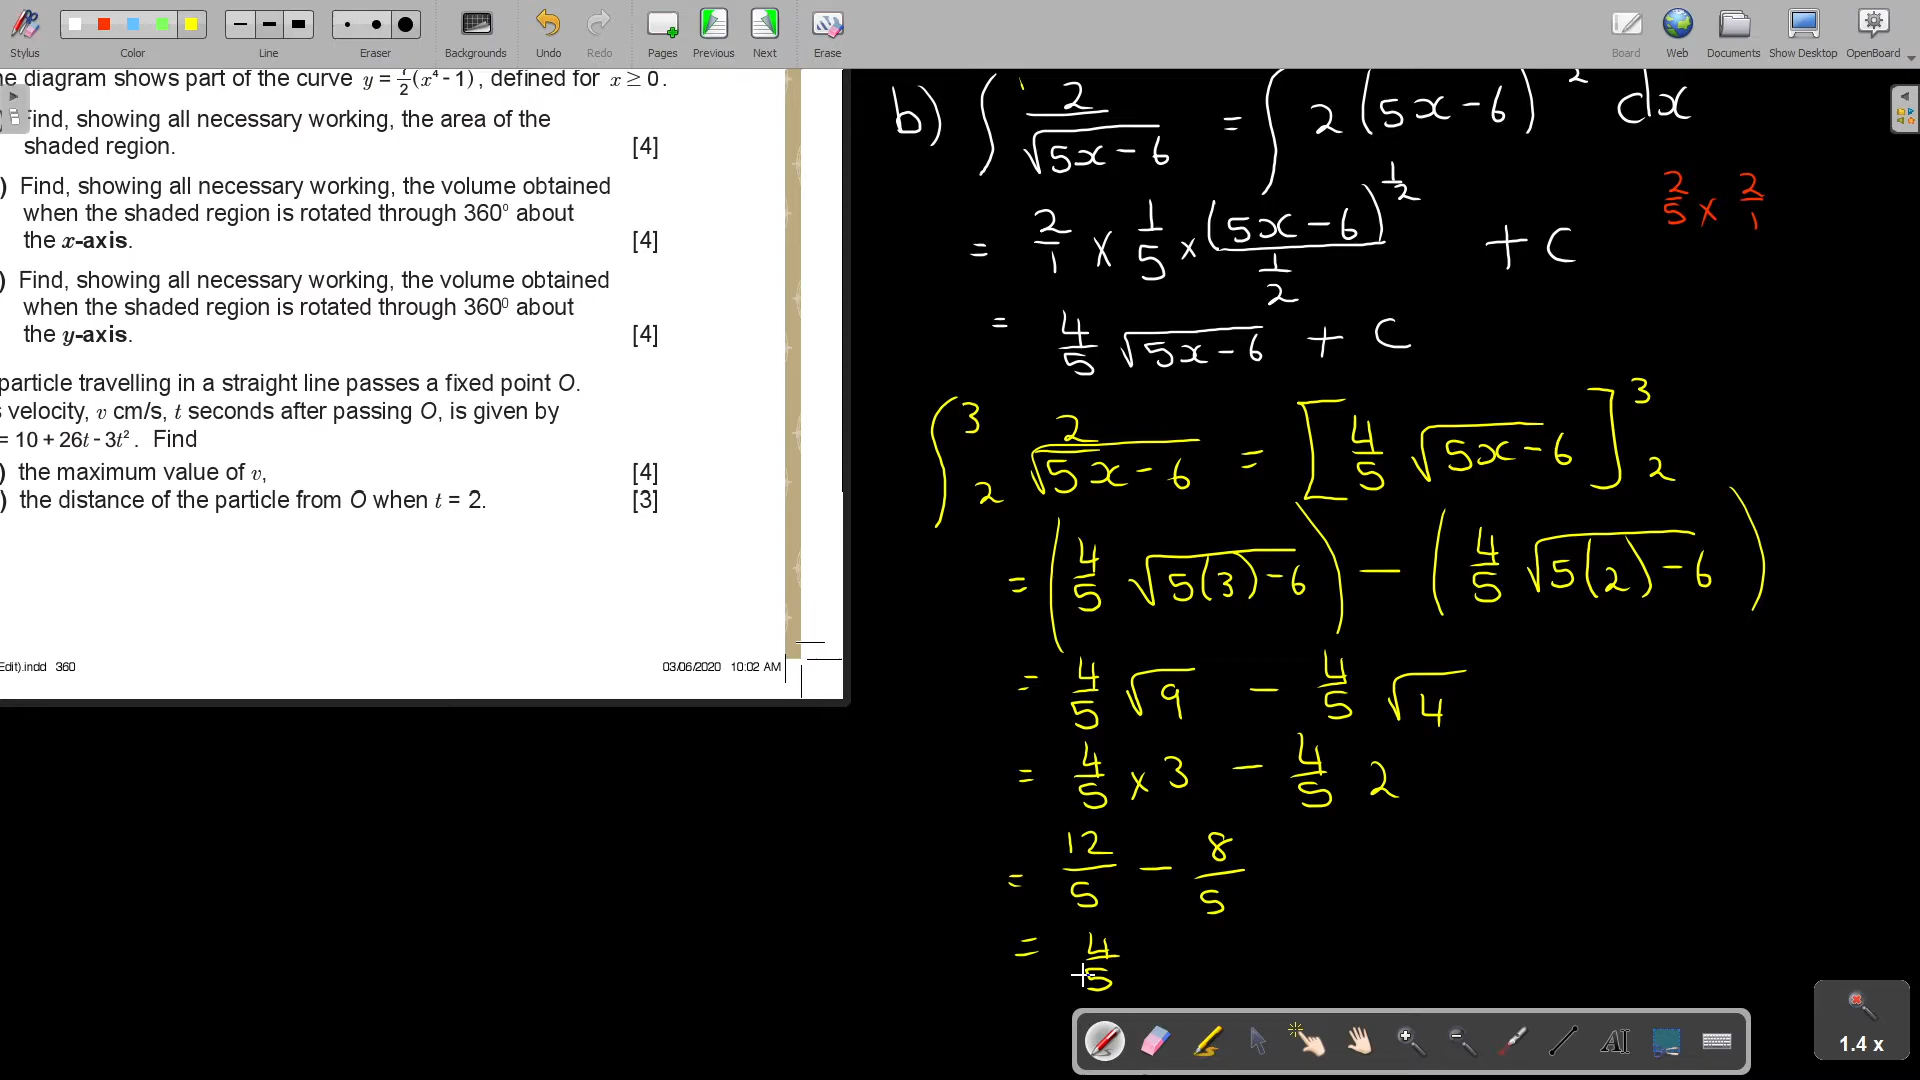 Stylus
Color
Line
Eraser
Backgrounds
Undo
Redo
Pages
Previous
Next
Erase
Board
Web
Documents
Show Desktop
OpenBoard
ne diagram shows part of the curve y = 1/2(x⁴ - 1), defined for x ≥ 0.
Find, showing all necessary working, the area of the
shaded region. [4]
) Find, showing all necessary working, the volume obtained
when the shaded region is rotated through 360° about
the x-axis. [4]
) Find, showing all necessary working, the volume obtained
when the shaded region is rotated through 360⁰ about
the y-axis. [4]
particle travelling in a straight line passes a fixed point O.
s velocity, v cm/s, t seconds after passing O, is given by
= 10 + 26t - 3t². Find
) the maximum value of v, [4]
) the distance of the particle from O when t = 2. [3]
Edit).indd 360
03/06/2020 10:02 AM
b) ∫ 2/√(5x-6) = ∫ 2(5x-6) 2 dx
= 2/1 × 1/5 × (5x-6)^(1/2) / (1/2) + C
2/5 × 2/1
= 4/5 √(5x-6) + C
∫₂³ 2/√(5x-6) = [4/5 √(5x-6)]₂³
= (4/5 √(5(3)-6)) - (4/5 √(5(2)-6))
= 4/5 √9 - 4/5 √4
= 4/5 × 3 - 4/5 2
= 12/5 - 8/5
= 4/5
1.4 x